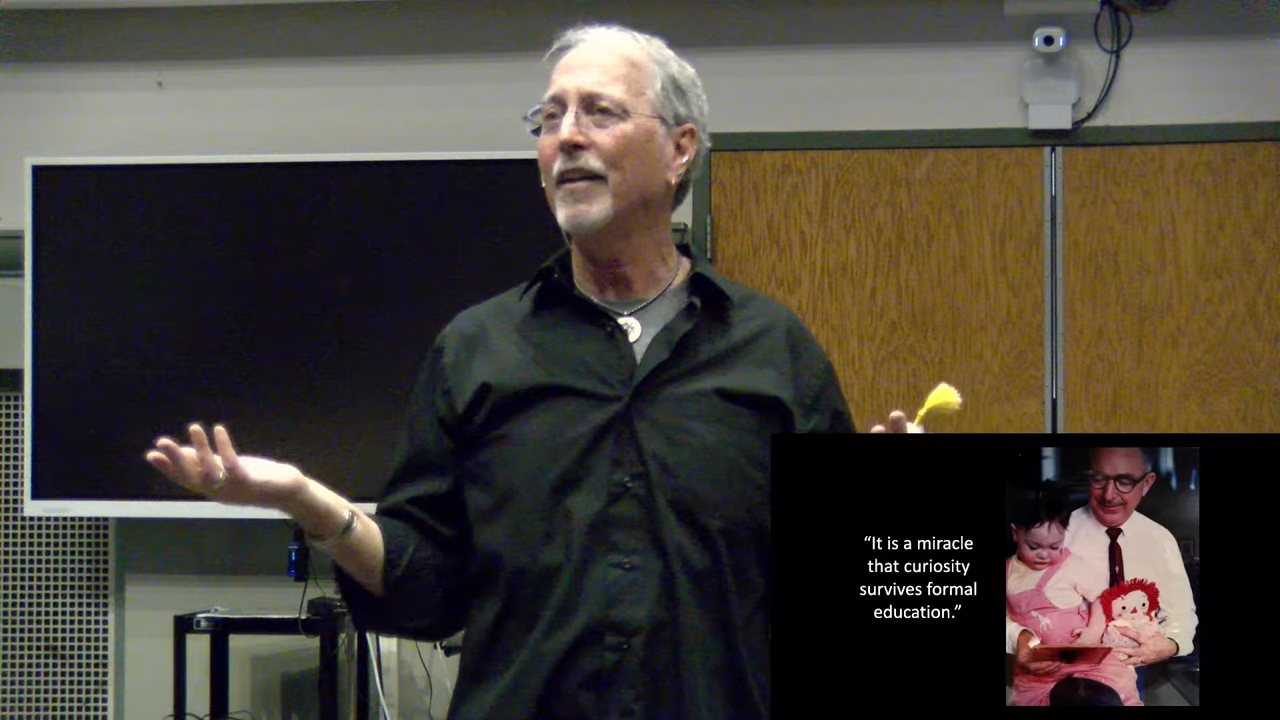 “It is a miracle
that curiosity
survives formal
education.”